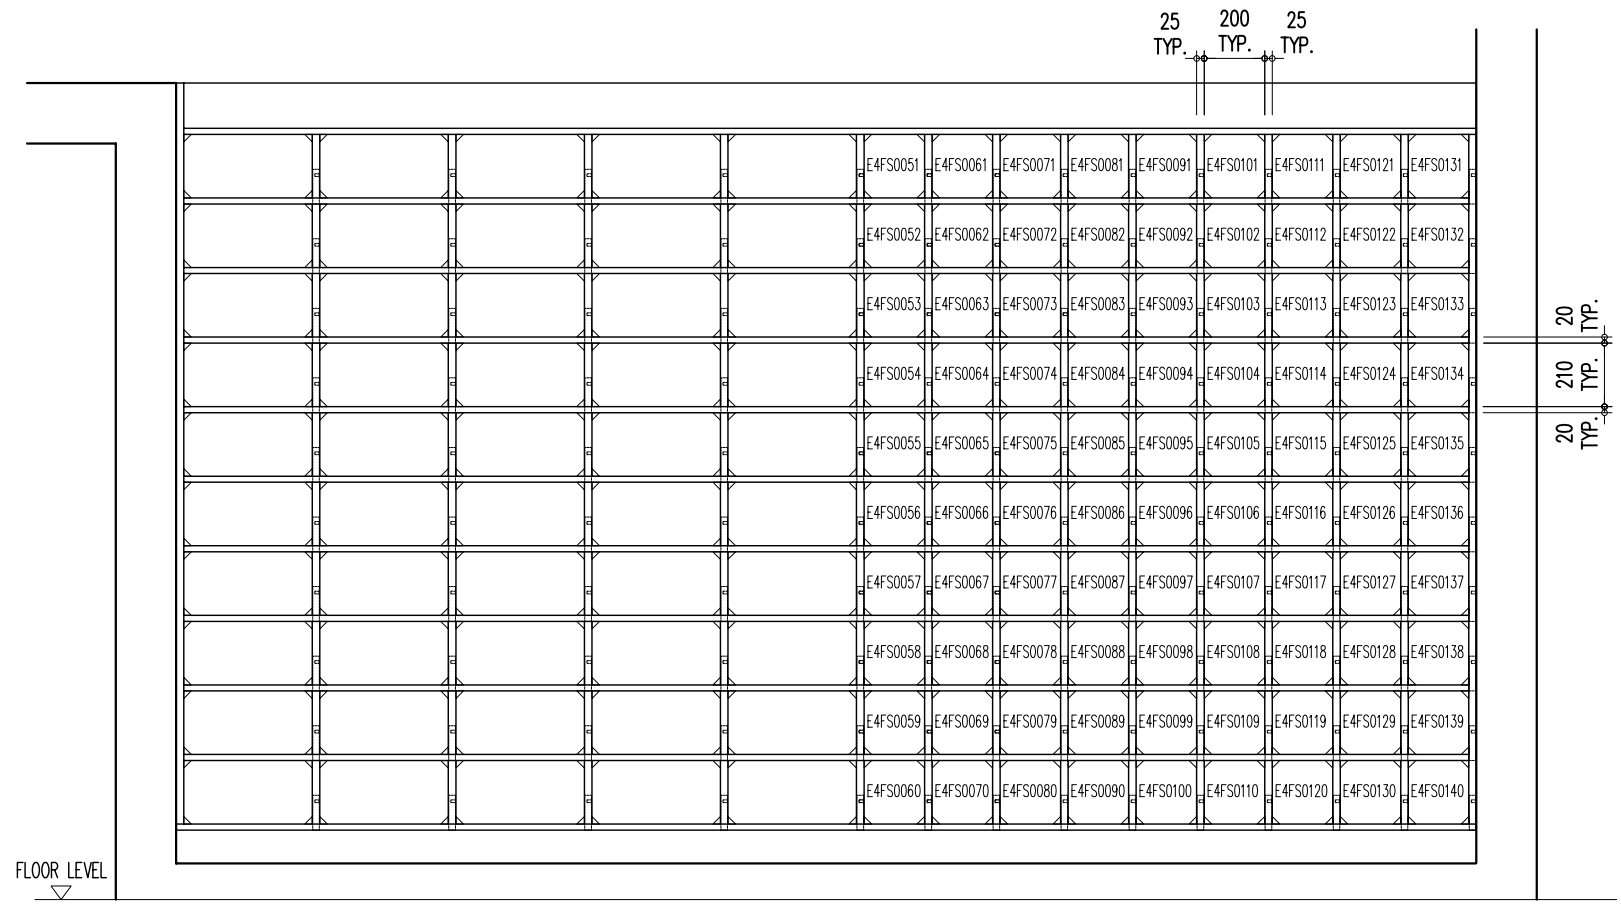 25 200 25
TYP. TYP. TYP.
E4FS0051 E4FS0061 E4FS0071 E4FS0081 E4FS0091 E4FS0101 E4FS0111 E4FS0121 E4FS0131
E4FS0052 E4FS0062 E4FS0072 E4FS0082 E4FS0092 E4FS0102 E4FS0112 E4FS0122 E4FS0132
E4FS0053 E4FS0063 E4FS0073 E4FS0083 E4FS0093 E4FS0103 E4FS0113 E4FS0123 E4FS0133
20
TYP.
E4FS0054 E4FS0064 E4FS0074 E4FS0084 E4FS0094 E4FS0104 E4FS0114 E4FS0124 E4FS0134
210
TYP.
E4FS0055 E4FS0065 E4FS0075 E4FS0085 E4FS0095 E4FS0105 E4FS0115 E4FS0125 E4FS0135
20
TYP.
E4FS0056 E4FS0066 E4FS0076 E4FS0086 E4FS0096 E4FS0106 E4FS0116 E4FS0126 E4FS0136
E4FS0057 E4FS0067 E4FS0077 E4FS0087 E4FS0097 E4FS0107 E4FS0117 E4FS0127 E4FS0137
E4FS0058 E4FS0068 E4FS0078 E4FS0088 E4FS0098 E4FS0108 E4FS0118 E4FS0128 E4FS0138
E4FS0059 E4FS0069 E4FS0079 E4FS0089 E4FS0099 E4FS0109 E4FS0119 E4FS0129 E4FS0139
E4FS0060 E4FS0070 E4FS0080 E4FS0090 E4FS0100 E4FS0110 E4FS0120 E4FS0130 E4FS0140
FLOOR LEVEL